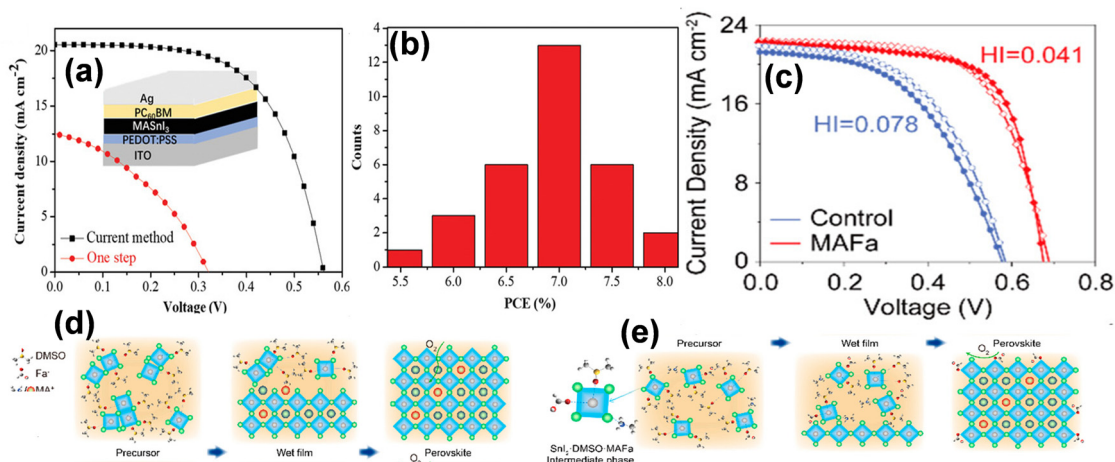 (a)
Current density (mA cm⁻²)
20
15
10
5
0
Ag
PC₆₀BM
MASnI₃
PEDOT:PSS
ITO
Current method
One step
0.0 0.1 0.2 0.3 0.4 0.5 0.6
Voltage (V)
(b)
Counts
14
12
10
8
6
4
2
0
5.5 6.0 6.5 7.0 7.5 8.0
PCE (%)
(c)
Current Density (mA cm⁻²)
24
18
12
6
24
HI=0.041
HI=0.078
Control
MAFa
0.0 0.2 0.4 0.6 0.8
Voltage (V)
(d)
DMSO
Fa⁻
MA⁺
O₂
Precursor
Wet film
Perovskite
O₂
(e)
Precursor
Wet film
Perovskite
O₂
SnI₂·DMSO·MAFa
Intermediate phase